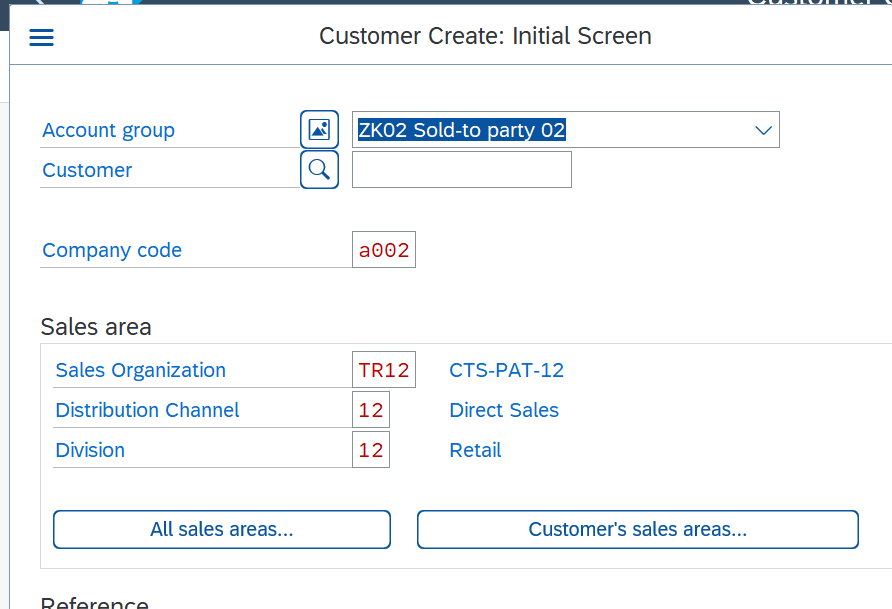 Customer Create: Initial Screen
Account group ZK02 Sold-to party 02
Customer
Company code a002
Sales area
Sales Organization TR12 CTS-PAT-12
Distribution Channel 12 Direct Sales
Division 12 Retail
All sales areas... Customer's sales areas...
Reference